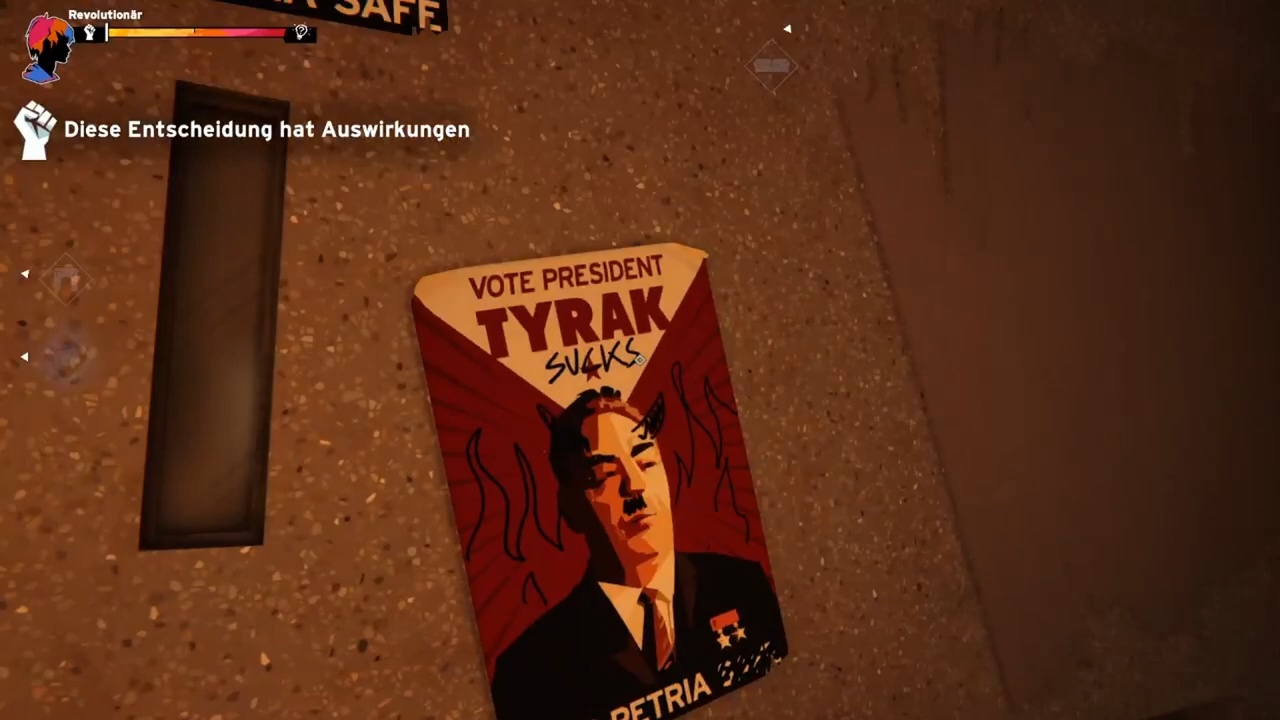 SAFE
Revolutionär
Diese Entscheidung hat Auswirkungen
VOTE PRESIDENT
TYRAK
SUCKS
PETRIA